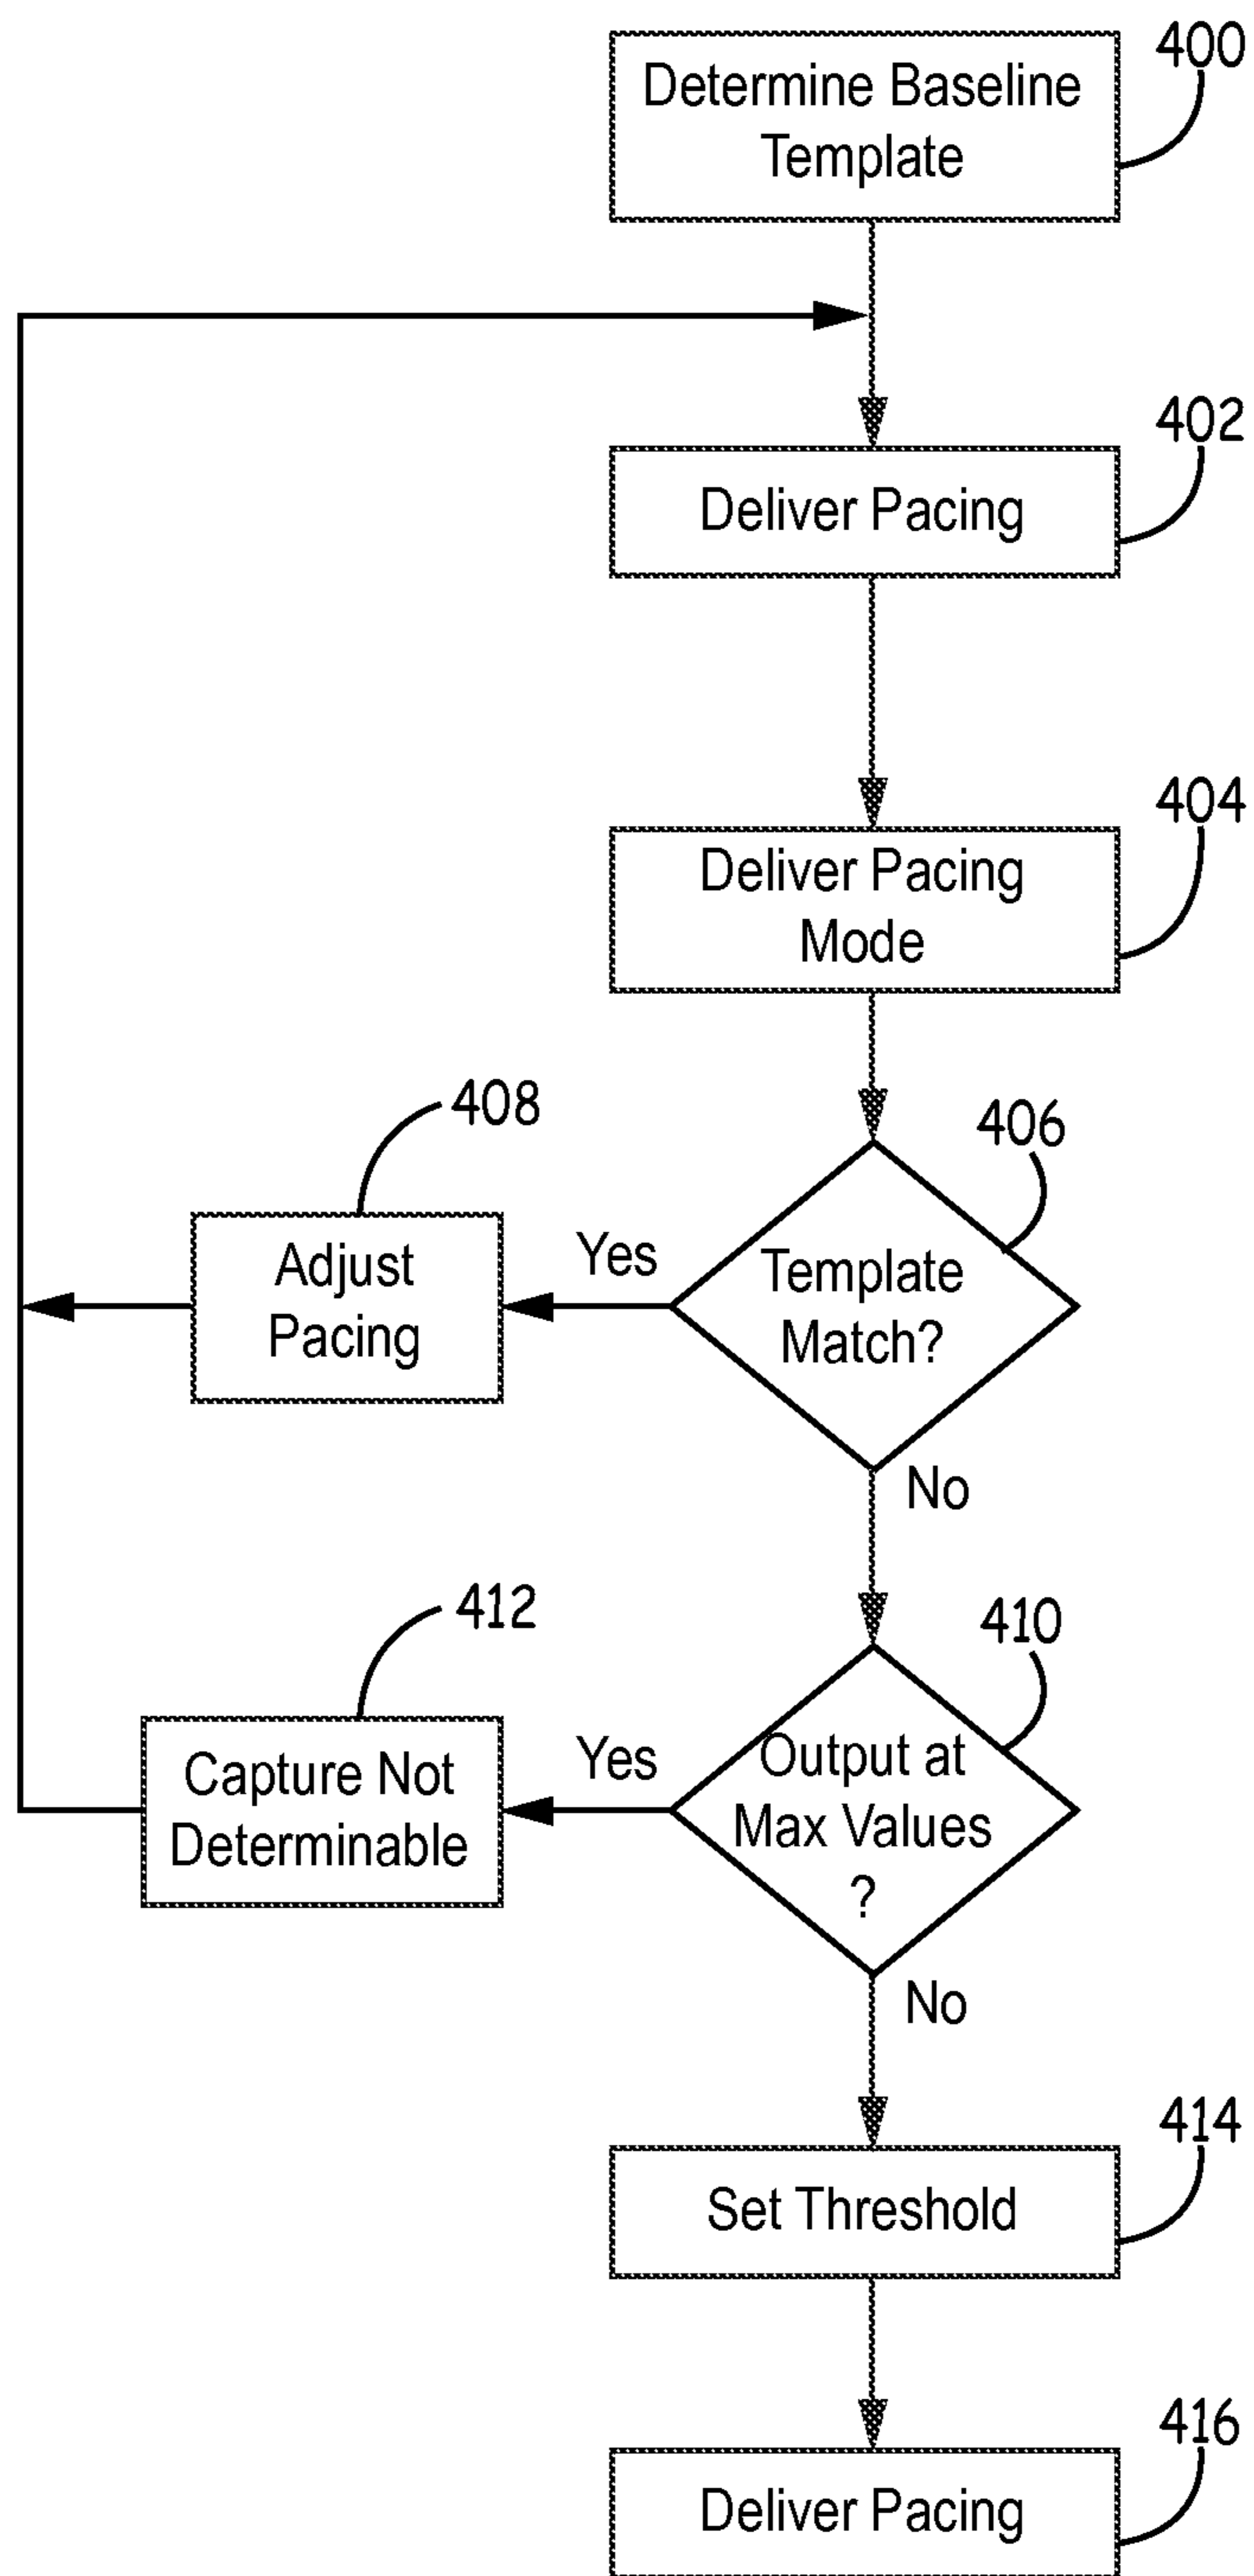 400
Determine Baseline
Template
402
Deliver Pacing
404
Deliver Pacing
Mode
406
Template
Match?
Yes
408
Adjust
Pacing
No
410
Output at
Max Values
?
Yes
412
Capture Not
Determinable
No
414
Set Threshold
416
Deliver Pacing